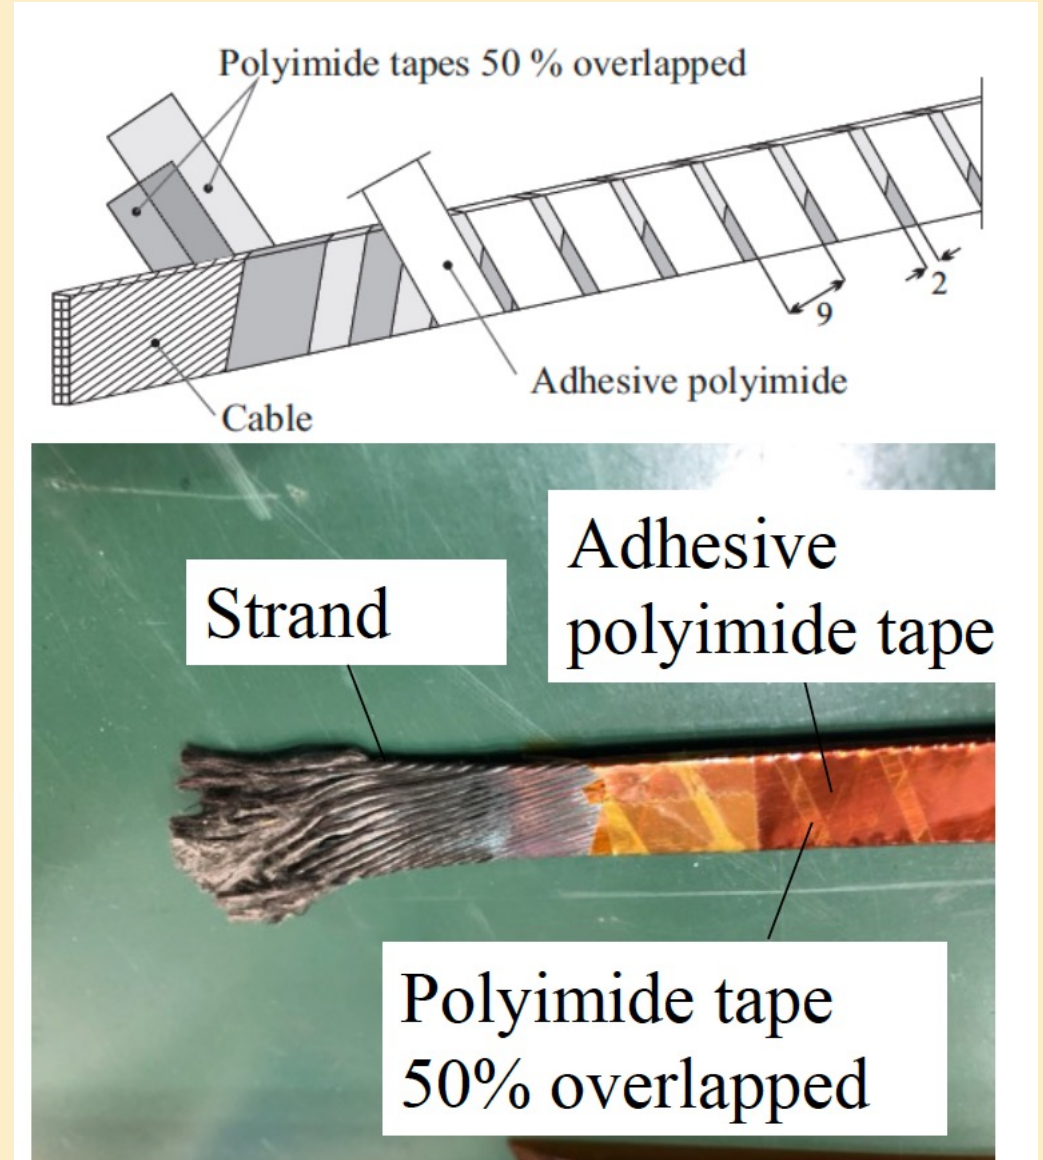 Polyimide tapes 50 % overlapped
2
9
Adhesive polyimide
Cable
Adhesive
polyimide tape
Strand
Polyimide tape
50% overlapped